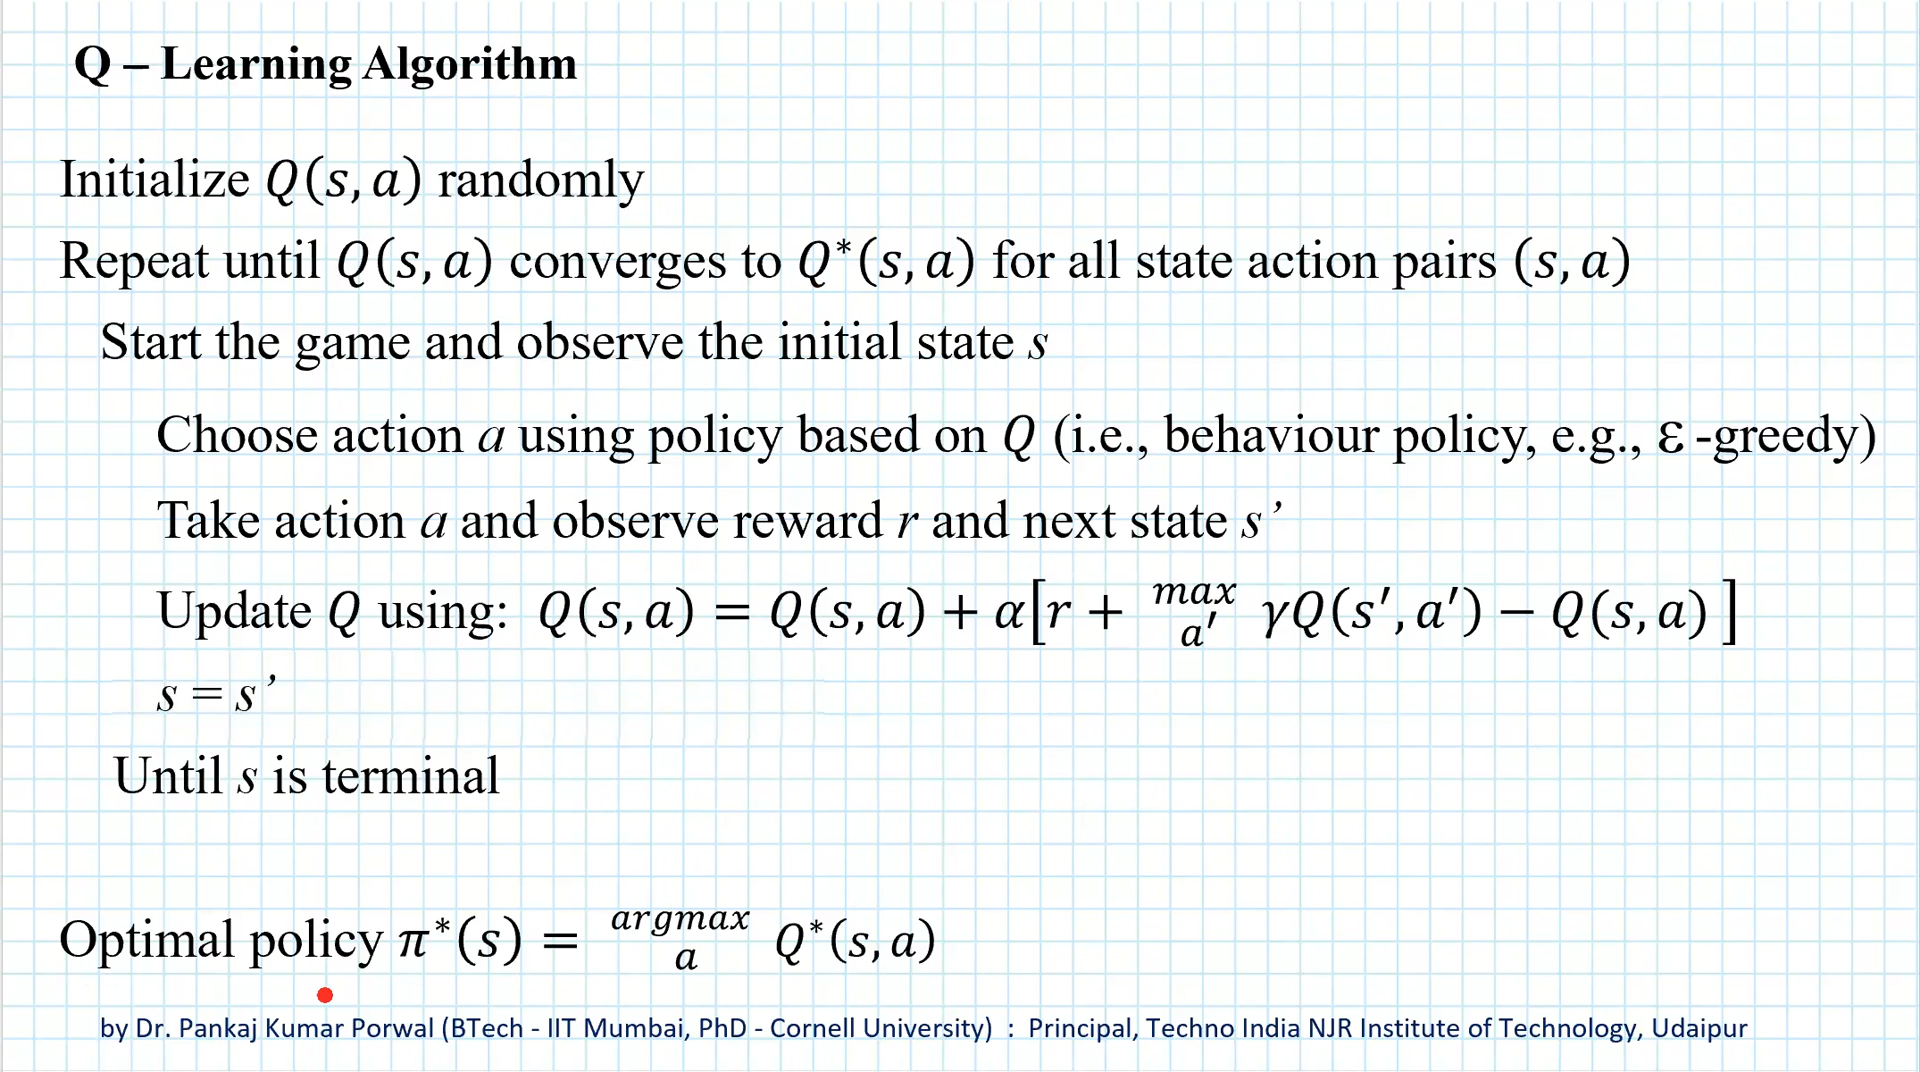 Q – Learning Algorithm
Initialize Q(s, a) randomly
Repeat until Q(s, a) converges to Q*(s, a) for all state action pairs (s, a)
Start the game and observe the initial state s
Choose action a using policy based on Q (i.e., behaviour policy, e.g., ε -greedy)
Take action a and observe reward r and next state s’
Update Q using: Q(s, a) = Q(s, a) + α[r + max a′ γQ(s′, a′) − Q(s, a) ]
s = s’
Until s is terminal
Optimal policy π*(s) = argmax a Q*(s, a)
by Dr. Pankaj Kumar Porwal (BTech - IIT Mumbai, PhD - Cornell University) : Principal, Techno India NJR Institute of Technology, Udaipur